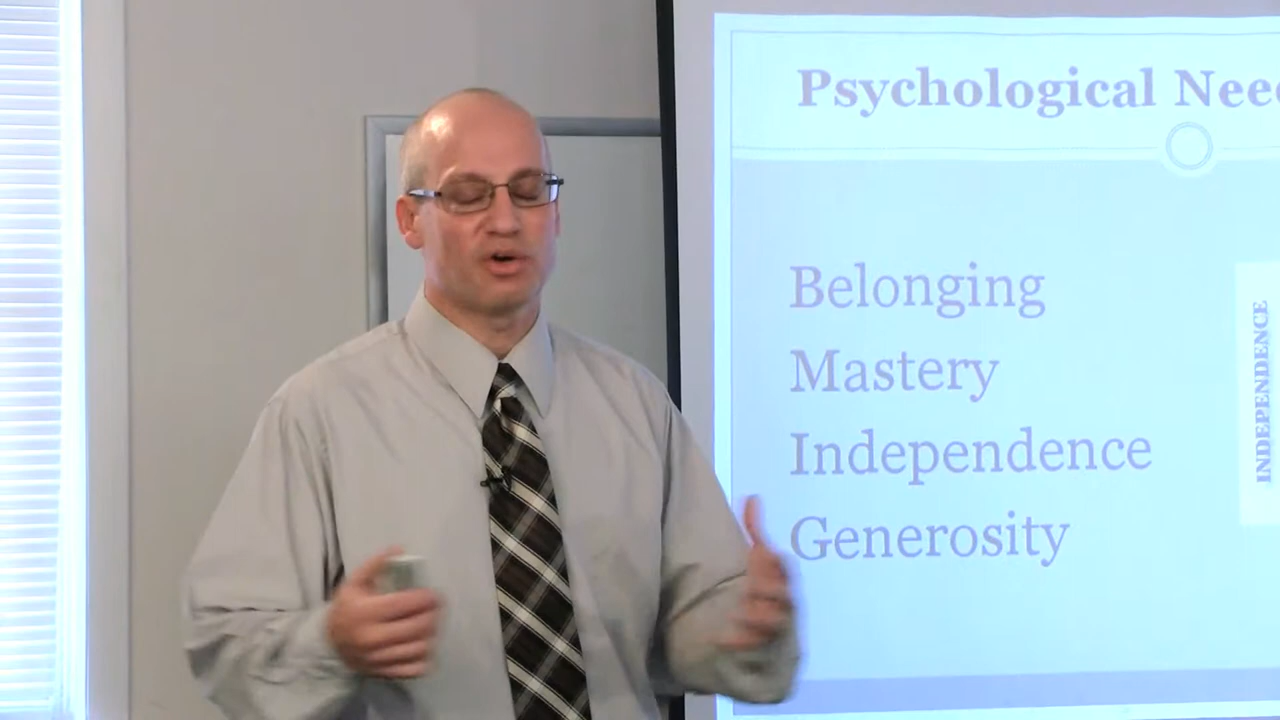 Psychological Nee
Belonging
Mastery
Independence
Generosity
INDEPENDENCE